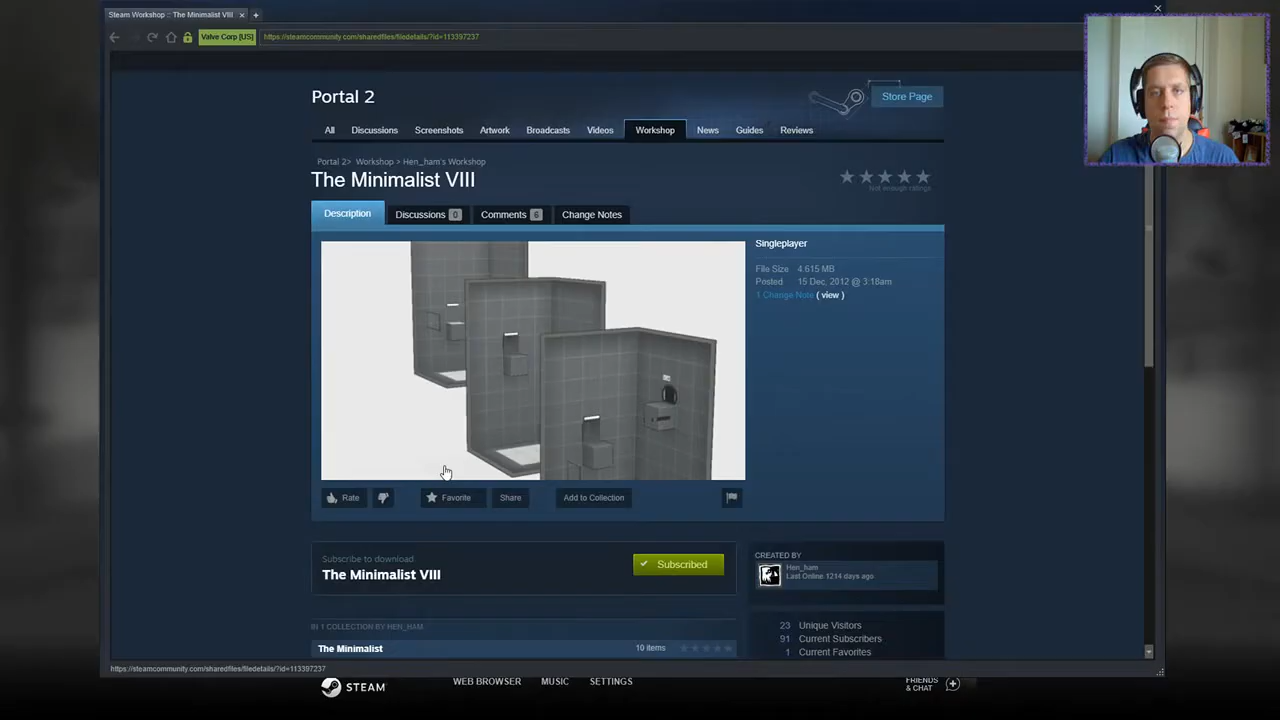 Steam Workshop :: The Minimalist VIII
Valve Corp [US]
https://steamcommunity.com/sharedfiles/filedetails/?id=113397237
Portal 2
Store Page
All Discussions Screenshots Artwork Broadcasts Videos Workshop News Guides Reviews
Portal 2> Workshop > Hen_ham's Workshop
The Minimalist VIII
Not enough ratings
Description Discussions 0 Comments 6 Change Notes
Singleplayer
File Size 4.615 MB
Posted 15 Dec, 2012 @ 3:18am
1 Change Note ( view )
Rate Favorite Share Add to Collection
Subscribe to download
The Minimalist VIII
Subscribed
CREATED BY
Hen_ham
Last Online 1214 days ago
IN 1 COLLECTION BY HEN_HAM
The Minimalist 10 items
23 Unique Visitors
91 Current Subscribers
1 Current Favorites
https://steamcommunity.com/sharedfiles/filedetails/?id=113397237
STEAM
WEB BROWSER MUSIC SETTINGS
FRIENDS
& CHAT